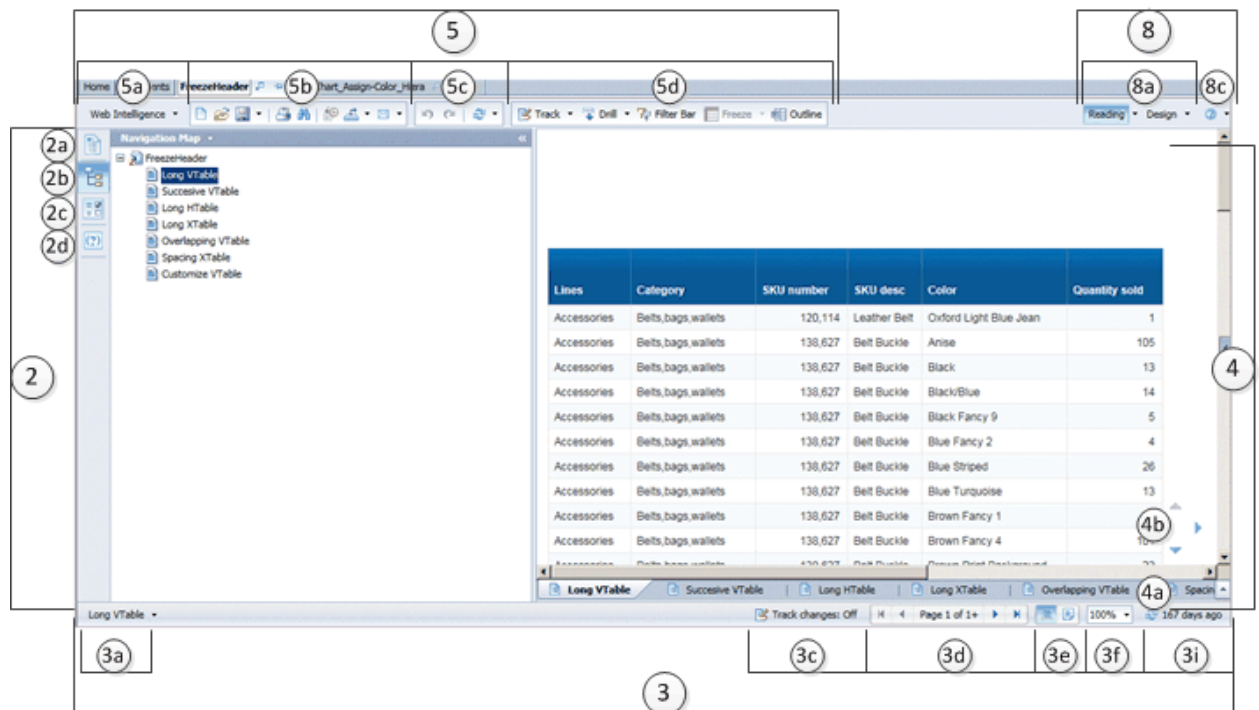 5
8
Home
5a
nts
FreezeHeader
5b
hart_Assign-Color_Hiera
5c
5d
8a
8c
Web Intelligence
Track
Drill
Filter Bar
Freeze
Outline
Reading
Design
2a
Navigation Map
2b
2c
2d
FreezeHeader
Long VTable
Succesive VTable
Long HTable
Long XTable
Overlapping VTable
Spacing XTable
Customize VTable
2
4
Lines Category SKU number SKU desc Color Quantity sold
Accessories Belts,bags,wallets 120,114 Leather Belt Oxford Light Blue Jean 1
Accessories Belts,bags,wallets 138,627 Belt Buckle Anise 105
Accessories Belts,bags,wallets 138,627 Belt Buckle Black 13
Accessories Belts,bags,wallets 138,627 Belt Buckle Black/Blue 14
Accessories Belts,bags,wallets 138,627 Belt Buckle Black Fancy 9 5
Accessories Belts,bags,wallets 138,627 Belt Buckle Blue Fancy 2 4
Accessories Belts,bags,wallets 138,627 Belt Buckle Blue Striped 26
Accessories Belts,bags,wallets 138,627 Belt Buckle Blue Turquoise 13
Accessories Belts,bags,wallets 138,627 Belt Buckle Brown Fancy 1
4b
Accessories Belts,bags,wallets 138,627 Belt Buckle Brown Fancy 4
Long VTable
Succesive VTable
Long HTable
Long XTable
Overlapping VTable
4a
Spacin
Long VTable
Track changes: Off
Page 1 of 1+
100%
167 days ago
3a
3c
3d
3e
3f
3i
3